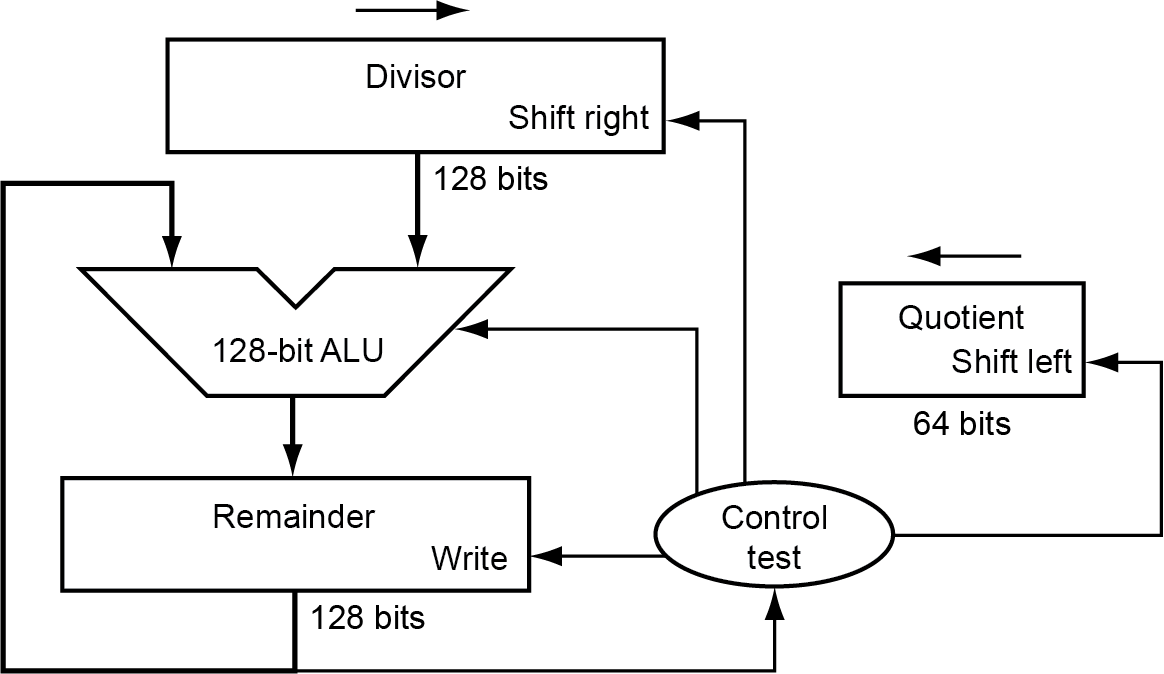 Divisor
Shift right
128 bits
128-bit ALU
Quotient
Shift left
64 bits
Remainder
Write
128 bits
Control
test